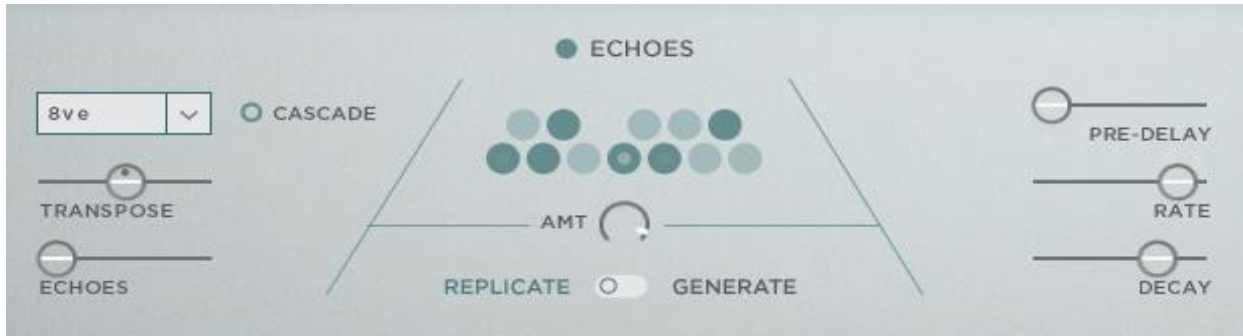 ECHOES
8ve
CASCADE
PRE-DELAY
TRANSPOSE
RATE
AMT
ECHOES
REPLICATE
GENERATE
DECAY